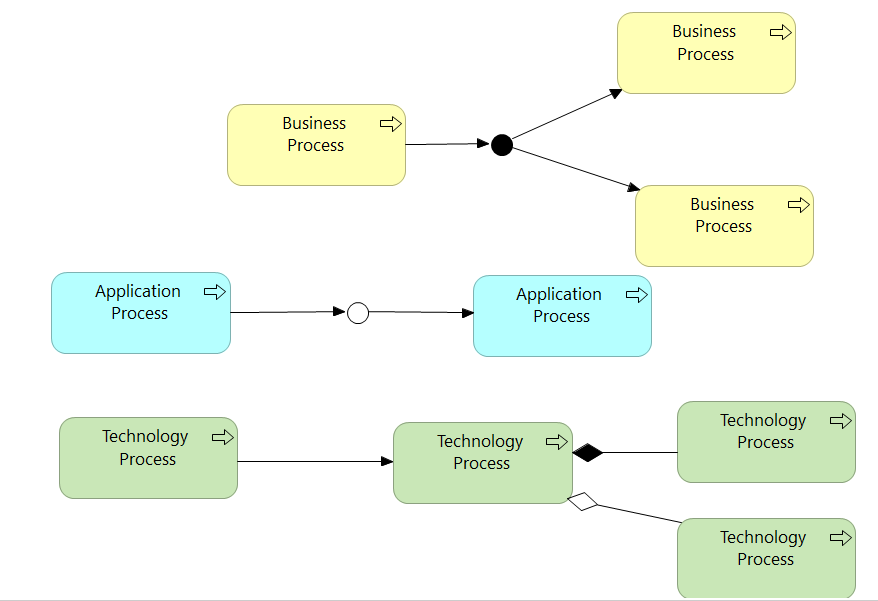 Business
Process
Business
Process
Business
Process
Application
Process
Application
Process
Technology
Process
Technology
Process
Technology
Process
Technology
Process